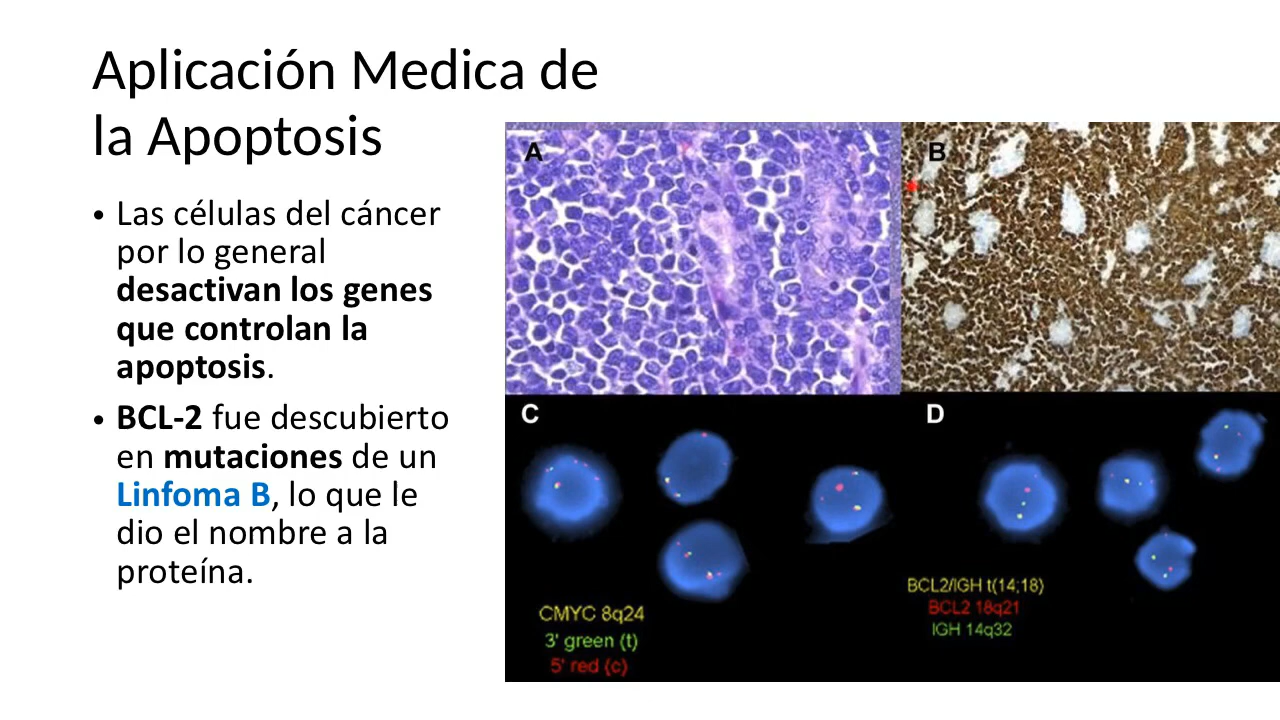 Aplicación Medica de
la Apoptosis
• Las células del cáncer
por lo general
desactivan los genes
que controlan la
apoptosis.
• BCL-2 fue descubierto
en mutaciones de un
Linfoma B, lo que le
dio el nombre a la
proteína.
A
B
C
D
CMYC 8q24
3' green (t)
5' red (c)
BCL2/IGH t(14;18)
BCL2 18q21
IGH 14q32